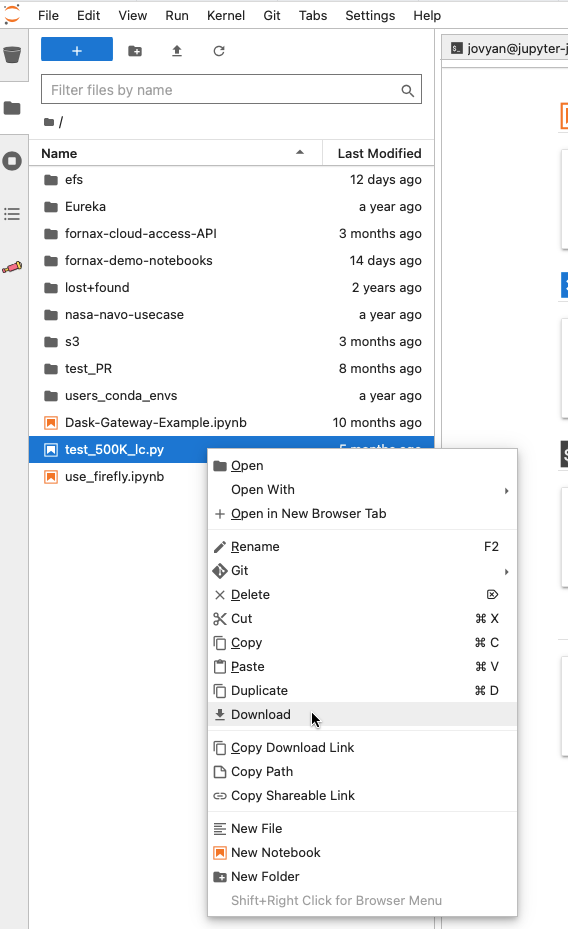 File Edit View Run Kernel Git Tabs Settings Help
+
jovyan@jupyter-j
Filter files by name
/
Name Last Modified
efs 12 days ago
Eureka a year ago
fornax-cloud-access-API 3 months ago
fornax-demo-notebooks 14 days ago
lost+found 2 years ago
nasa-navo-usecase a year ago
s3 3 months ago
test_PR 8 months ago
users_conda_envs a year ago
Dask-Gateway-Example.ipynb 10 months ago
test_500K_lc.py 5 months ago
use_firefly.ipynb
Open
Open With
Open in New Browser Tab
Rename F2
Git
Delete ⌦
Cut ⌘ X
Copy ⌘ C
Paste ⌘ V
Duplicate ⌘ D
Download
Copy Download Link
Copy Path
Copy Shareable Link
New File
New Notebook
New Folder
Shift+Right Click for Browser Menu